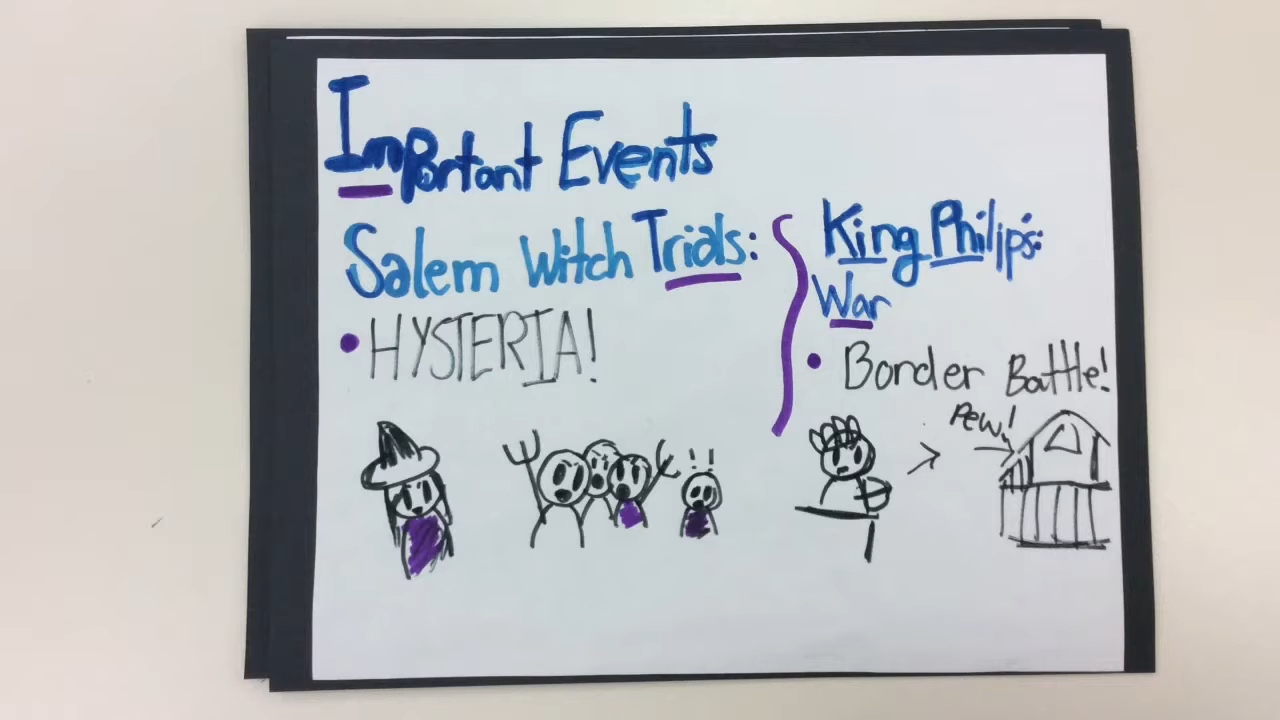 Important Events
Salem Witch Trials:
• HYSTERIA!
! !
King Philip's:
War
• Border Battle!
Pew!